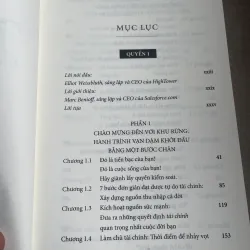 MỤC LỤC
QUYỂN 1
Lời nói đầu:
Elliot Weissbluth, sáng lập và CEO của HighTower xxiii
Lời giới thiệu:
Marc Benioff, sáng lập và CEO của Salesforce.com
Lời tựa xxxv
PHẦN 1
CHÀO MỪNG ĐẾN VỚI KHU RỪNG:
HÀNH TRÌNH VẠN DẶM KHỞI ĐẦU
BẰNG MỘT BƯỚC CHÂN
Chương 1.1 Đó là tiền bạc của bạn!
Đó là cuộc sống của bạn!
Hãy giành lấy quyền kiểm soát. 41
Chương 1.2 7 bước đơn giản đạt được tự do tài chính:
Xây dựng nguồn thu nhập cả đời 85
Chương 1.3 Kích hoạt nguồn sức mạnh:
Đưa ra những quyết định tài chính
quan trọng nhất cuộc đời bạn 119
Chương 1.4 Làm chủ tài chính: Thời điểm để nhảy vọt 153